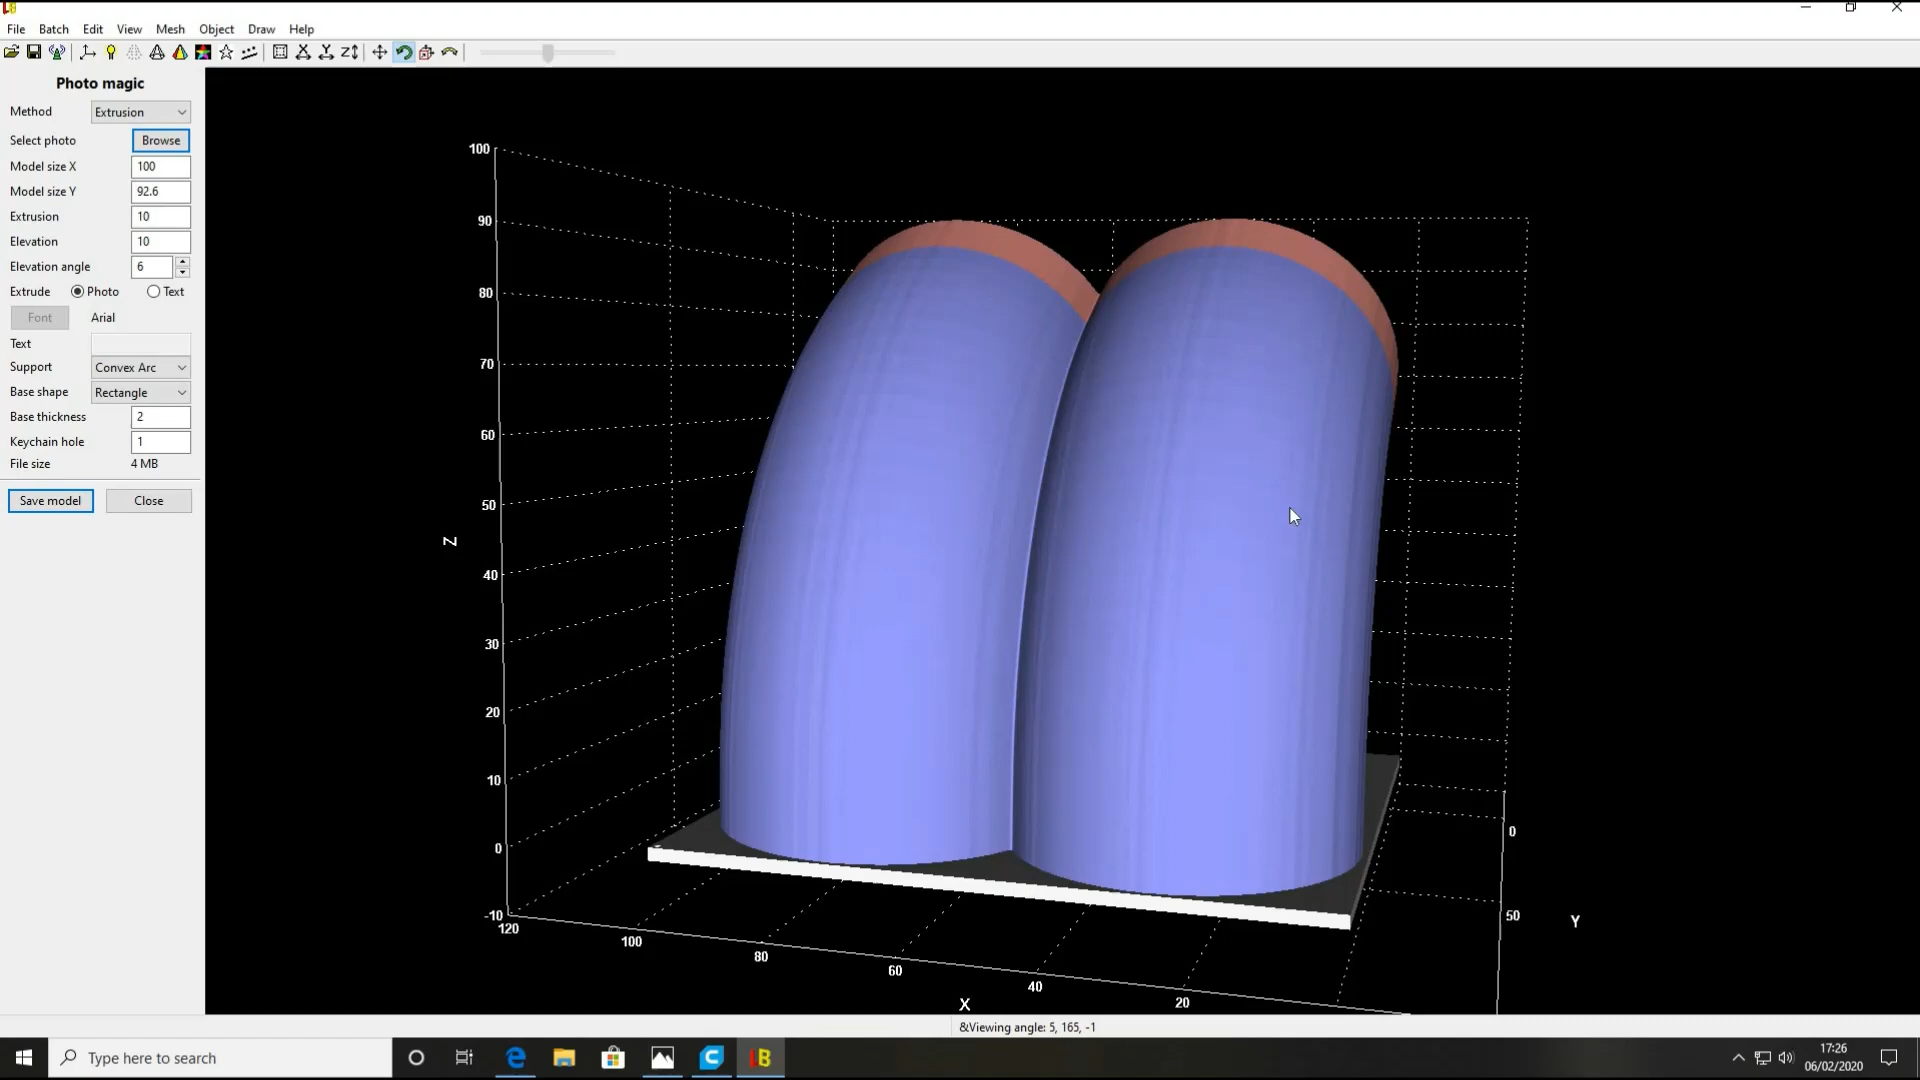 LB
File Batch Edit View Mesh Object Draw Help
Photo magic
Method Extrusion
Select photo Browse
Model size X 100
Model size Y 92.6
Extrusion 10
Elevation 10
Elevation angle 6
Extrude Photo Text
Font Arial
Text
Support Convex Arc
Base shape Rectangle
Base thickness 2
Keychain hole 1
File size 4 MB
Save model Close
100
90
80
70
60
50
40
30
20
10
0
-10
Z
120
100
80
60
40
20
X
0
50
Y
&Viewing angle: 5, 165, -1
Type here to search
LB
17:26
06/02/2020